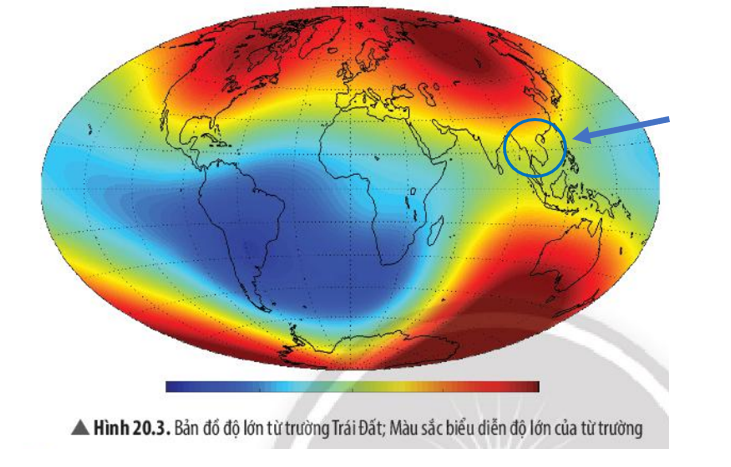 ▲ Hình 20.3. Bản đồ độ lớn từ trường Trái Đất; Màu sắc biểu diễn độ lớn của từ trường